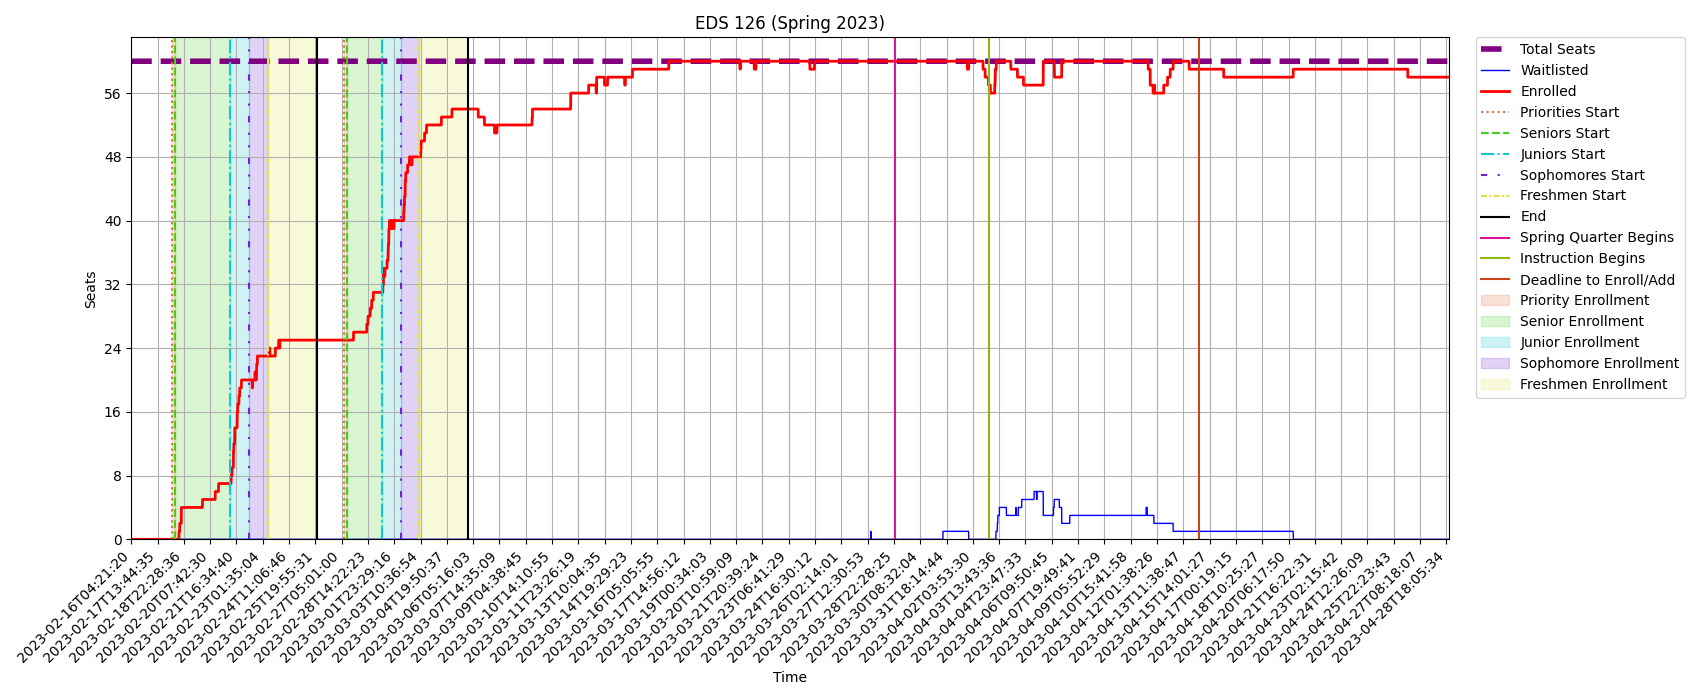 EDS 126 (Spring 2023)
Seats
56
48
40
32
24
16
8
0
2023-02-16T04:21:20
2023-02-17T13:44:35
2023-02-18T22:28:36
2023-02-20T07:42:30
2023-02-21T16:34:40
2023-02-23T01:35:04
2023-02-24T11:06:46
2023-02-25T19:55:31
2023-02-27T05:01:00
2023-02-28T14:22:23
2023-03-01T23:29:16
2023-03-03T10:36:54
2023-03-04T19:50:37
2023-03-06T05:16:03
2023-03-07T14:35:09
2023-03-09T04:38:45
2023-03-10T14:10:55
2023-03-11T23:26:19
2023-03-13T10:04:35
2023-03-14T19:29:23
2023-03-16T05:05:55
2023-03-17T14:56:12
2023-03-19T00:34:03
2023-03-20T10:59:09
2023-03-21T20:39:24
2023-03-23T06:41:29
2023-03-24T16:30:12
2023-03-26T02:14:01
2023-03-27T12:30:53
2023-03-28T22:28:25
2023-03-30T08:32:04
2023-03-31T18:14:44
2023-04-02T03:53:30
2023-04-03T13:43:36
2023-04-04T23:47:33
2023-04-06T09:50:45
2023-04-07T19:49:41
2023-04-09T05:52:29
2023-04-10T15:41:58
2023-04-12T01:38:26
2023-04-13T11:38:47
2023-04-15T14:01:27
2023-04-17T00:19:15
2023-04-18T10:25:27
2023-04-20T06:17:50
2023-04-21T16:22:31
2023-04-23T02:15:42
2023-04-24T12:26:09
2023-04-25T22:23:43
2023-04-27T08:18:07
2023-04-28T18:05:34
Time
Total Seats
Waitlisted
Enrolled
Priorities Start
Seniors Start
Juniors Start
Sophomores Start
Freshmen Start
End
Spring Quarter Begins
Instruction Begins
Deadline to Enroll/Add
Priority Enrollment
Senior Enrollment
Junior Enrollment
Sophomore Enrollment
Freshmen Enrollment